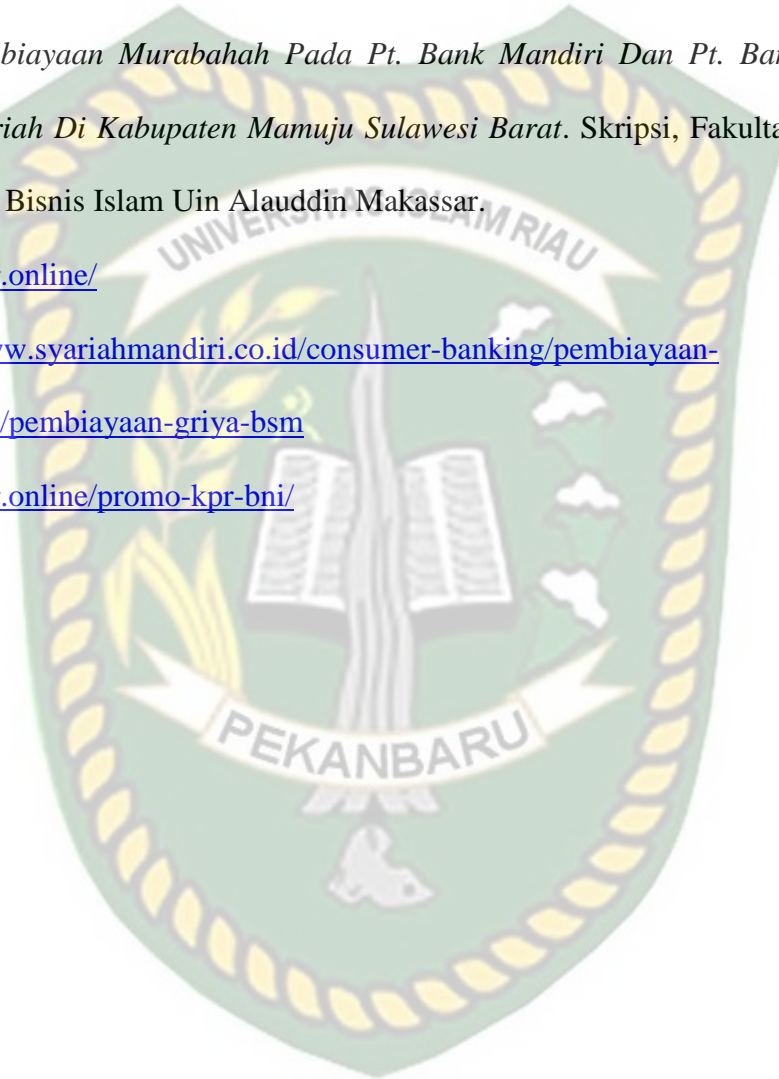 biayaan Murabahah Pada Pt. Bank Mandiri Dan Pt. Ban
riah Di Kabupaten Mamuju Sulawesi Barat. Skripsi, Fakulta
Bisnis Islam Uin Alauddin Makassar.
UNIVERSITAS ISLAM RIAU
.online/
ww.syariahmandiri.co.id/consumer-banking/pembiayaan-
/pembiayaan-griya-bsm
.online/promo-kpr-bni/
PEKANBARU